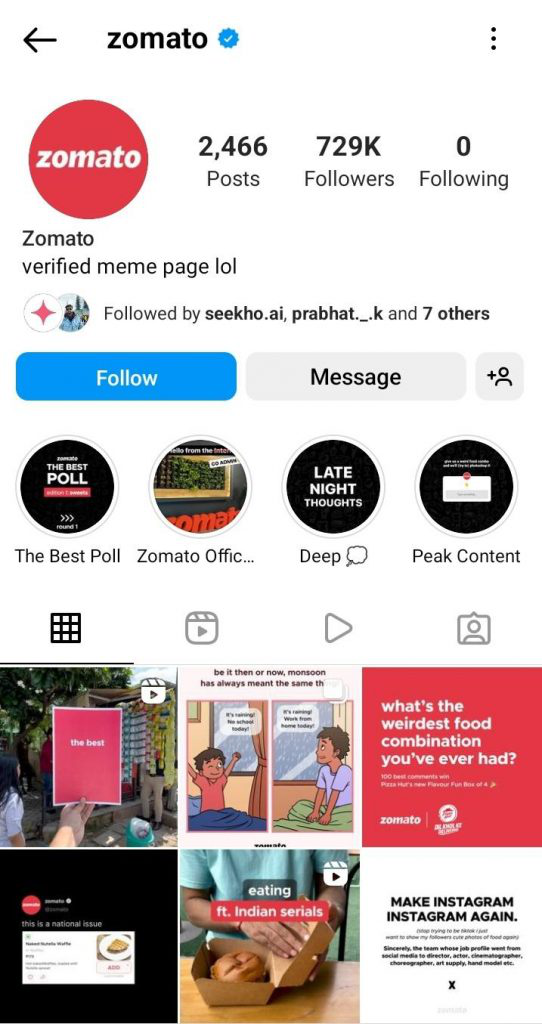 zomato
zomato
2,466
Posts
729K
Followers
0
Following
Zomato
verified meme page lol
Followed by seekho.ai, prabhat._.k and 7 others
Follow
Message
zomato
THE BEST
POLL
edition 1: sweets
>>>
round 1
hello from the Inter
GO ADMIN
zomat
LATE
NIGHT
THOUGHTS
give us a weird food combo
and we'll (try to) photoshop it
The Best Poll
Zomato Offic...
Deep 💭
Peak Content
the best
be it then or now, monsoon
has always meant the same th
It's raining!
No school
today!
It's raining!
Work from
home today!
zomato
what's the
weirdest food
combination
you've ever had?
100 best comments win
Pizza Hut's new Flavour Fun Box of 4 🎉
zomato
Pizza Hut
zomato
@zomato
this is a national issue
Naked Nutella Waffle
ADD
eating
ft. Indian serials
MAKE INSTAGRAM
INSTAGRAM AGAIN.
(stop trying to be tiktok i just
want to show my followers cute photos of food again)
Sincerely, the team whose job profile went from
social media to director, actor, cinematographer,
choreographer, art supply, hand model etc.
X
zomato